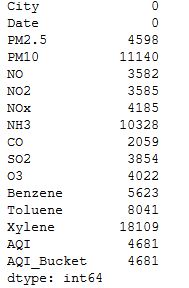 City 0
Date 0
PM2.5 4598
PM10 11140
NO 3582
NO2 3585
NOx 4185
NH3 10328
CO 2059
SO2 3854
O3 4022
Benzene 5623
Toluene 8041
Xylene 18109
AQI 4681
AQI_Bucket 4681
dtype: int64